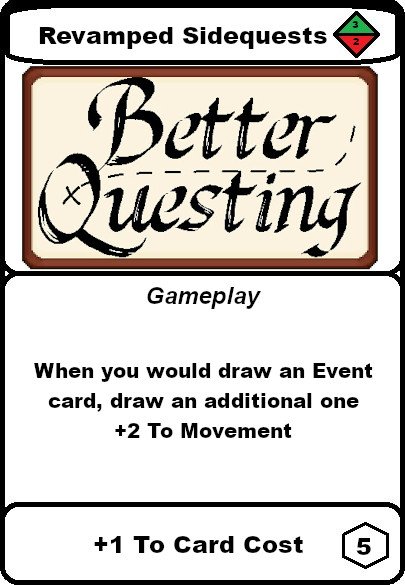 Revamped Sidequests
3
2
Better
Questing
Gameplay
When you would draw an Event
card, draw an additional one
+2 To Movement
+1 To Card Cost
5